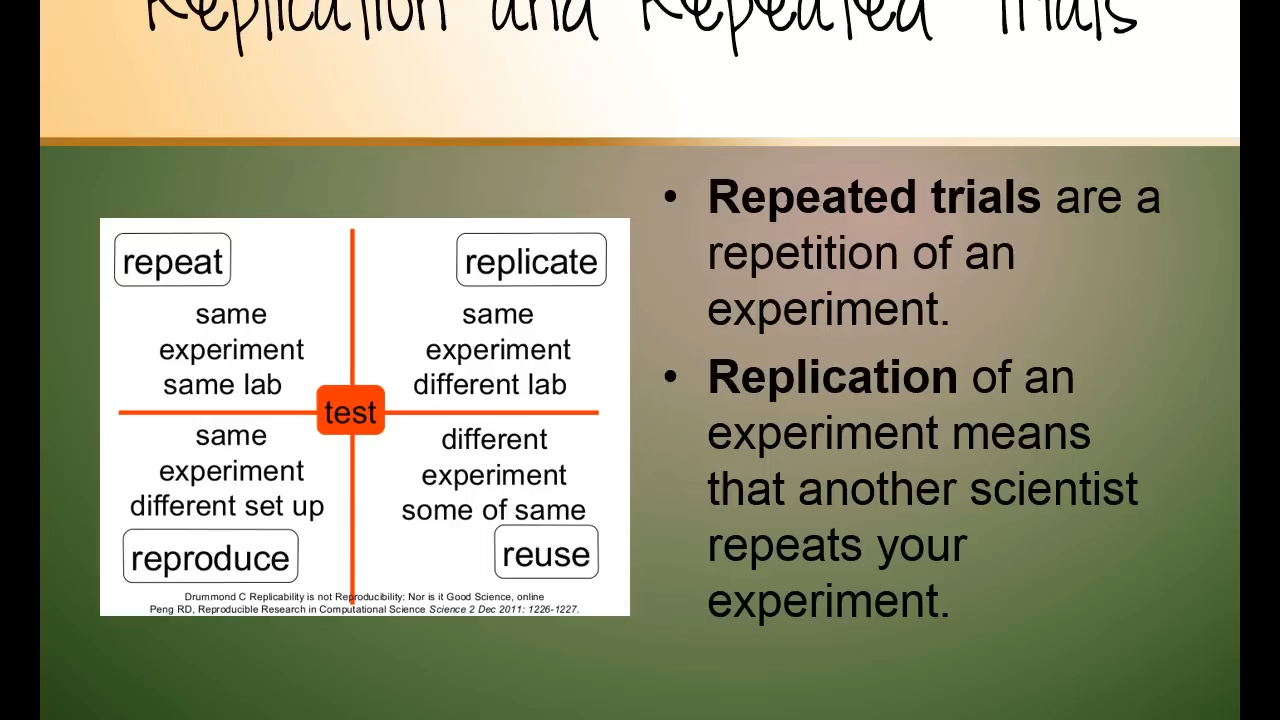 Replication and Repeated Trials
repeat
same
experiment
same lab
replicate
same
experiment
different lab
test
same
experiment
different set up
reproduce
different
experiment
some of same
reuse
Drummond C Replicability is not Reproducibility: Nor is it Good Science, online
Peng RD, Reproducible Research in Computational Science Science 2 Dec 2011: 1226-1227.
• Repeated trials are a
repetition of an
experiment.
• Replication of an
experiment means
that another scientist
repeats your
experiment.